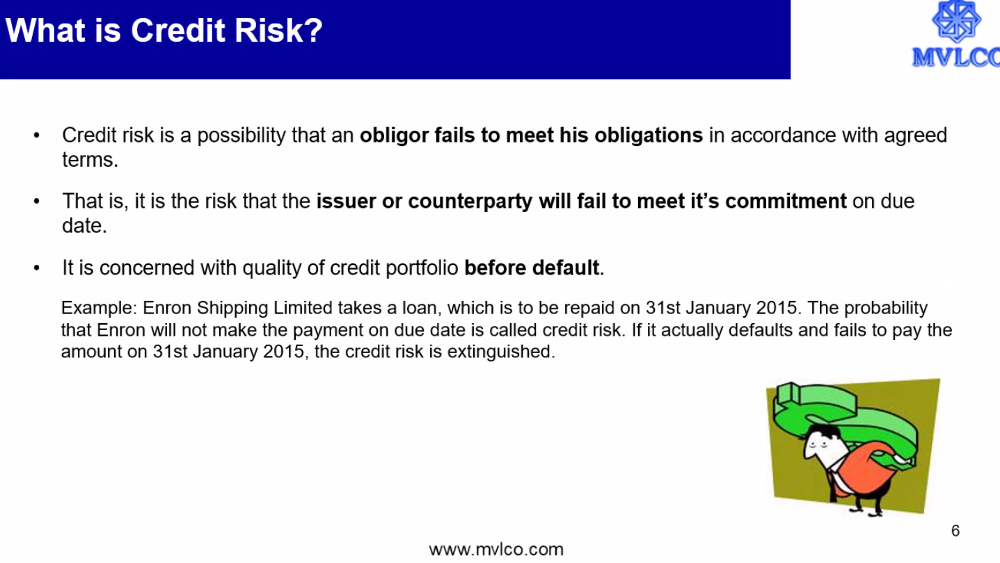 What is Credit Risk?
MVLCO
• Credit risk is a possibility that an obligor fails to meet his obligations in accordance with agreed
terms.
• That is, it is the risk that the issuer or counterparty will fail to meet it’s commitment on due
date.
• It is concerned with quality of credit portfolio before default.
Example: Enron Shipping Limited takes a loan, which is to be repaid on 31st January 2015. The probability
that Enron will not make the payment on due date is called credit risk. If it actually defaults and fails to pay the
amount on 31st January 2015, the credit risk is extinguished.
6
www.mvlco.com